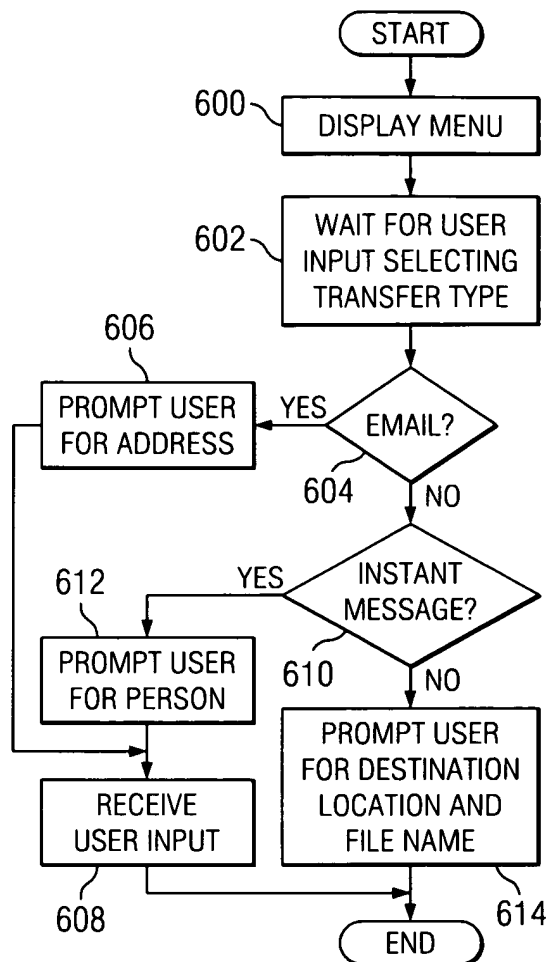 START
600
DISPLAY MENU
602
WAIT FOR USER
INPUT SELECTING
TRANSFER TYPE
606
PROMPT USER
FOR ADDRESS
YES
EMAIL?
604
NO
YES
INSTANT
MESSAGE?
610
612
PROMPT USER
FOR PERSON
NO
PROMPT USER
FOR DESTINATION
LOCATION AND
FILE NAME
614
RECEIVE
USER INPUT
608
END